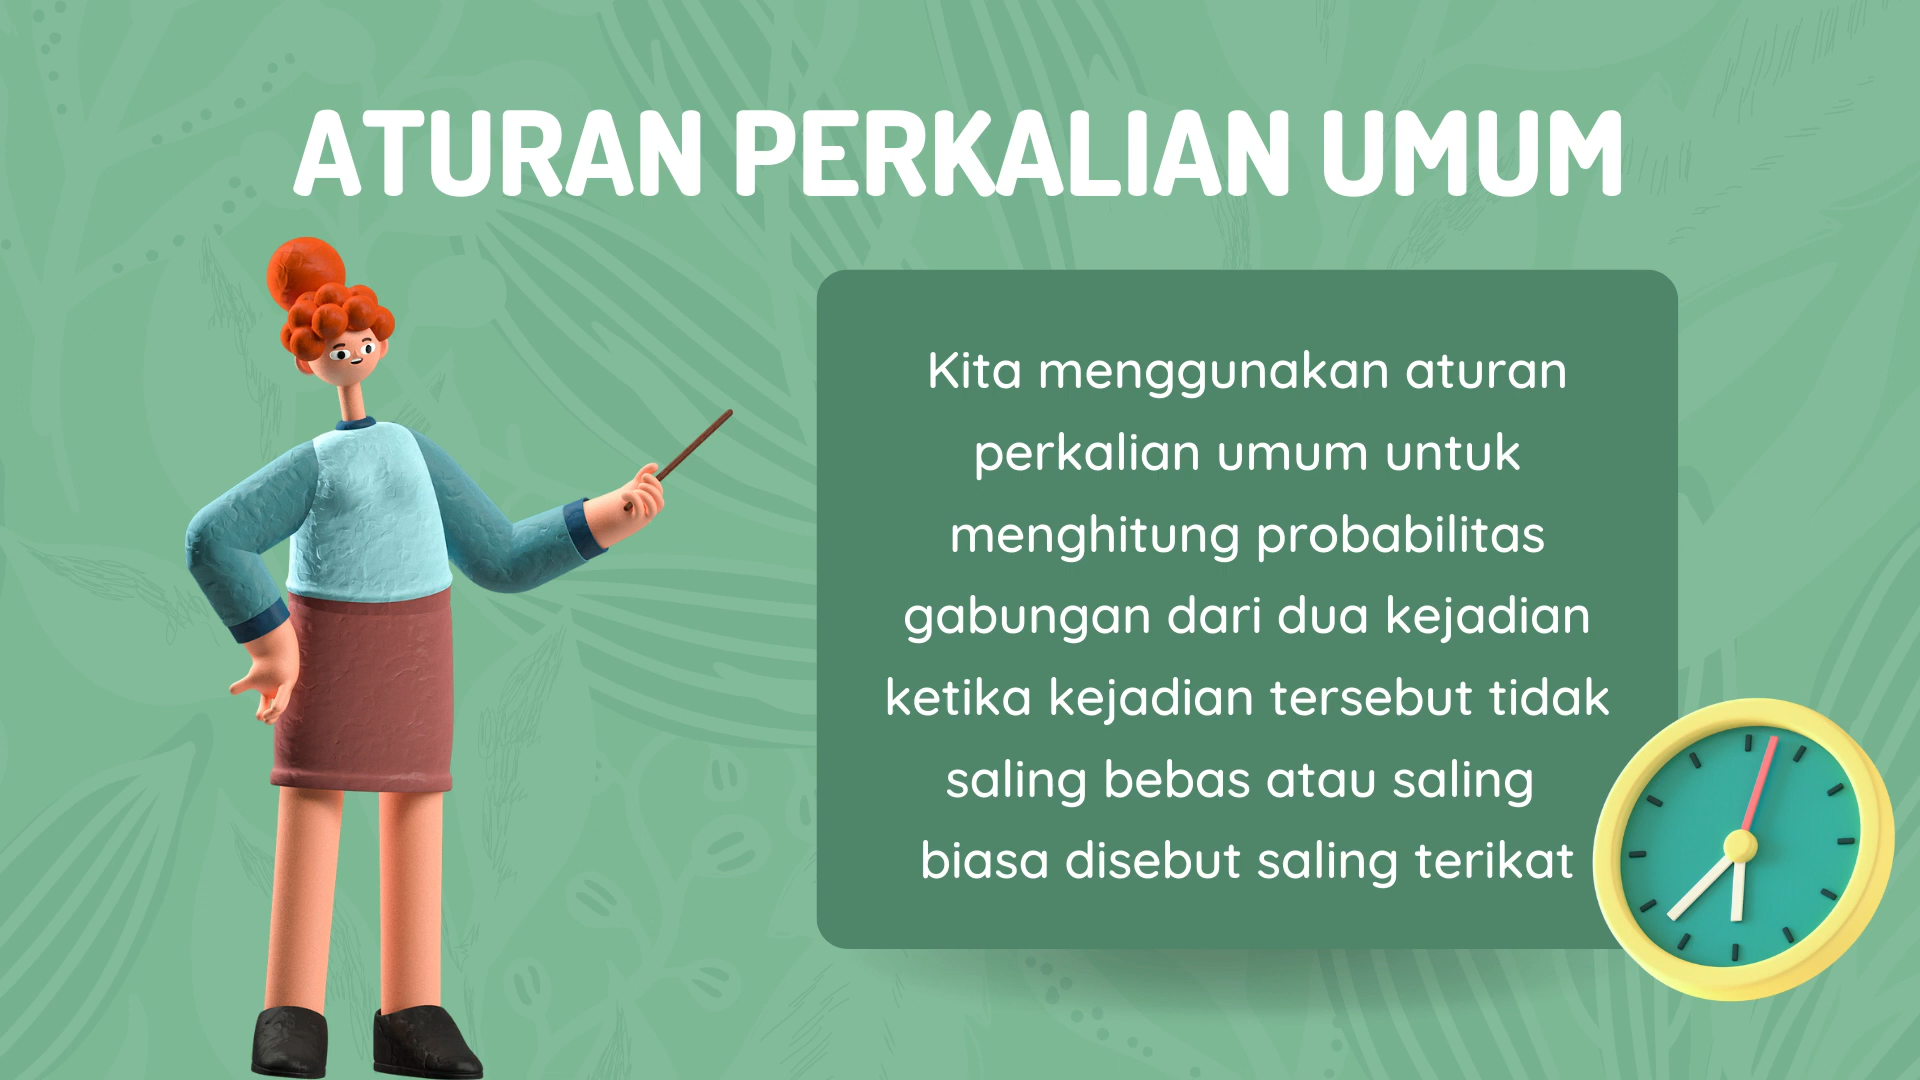 ATURAN PERKALIAN UMUM
Kita menggunakan aturan
perkalian umum untuk
menghitung probabilitas
gabungan dari dua kejadian
ketika kejadian tersebut tidak
saling bebas atau saling
biasa disebut saling terikat